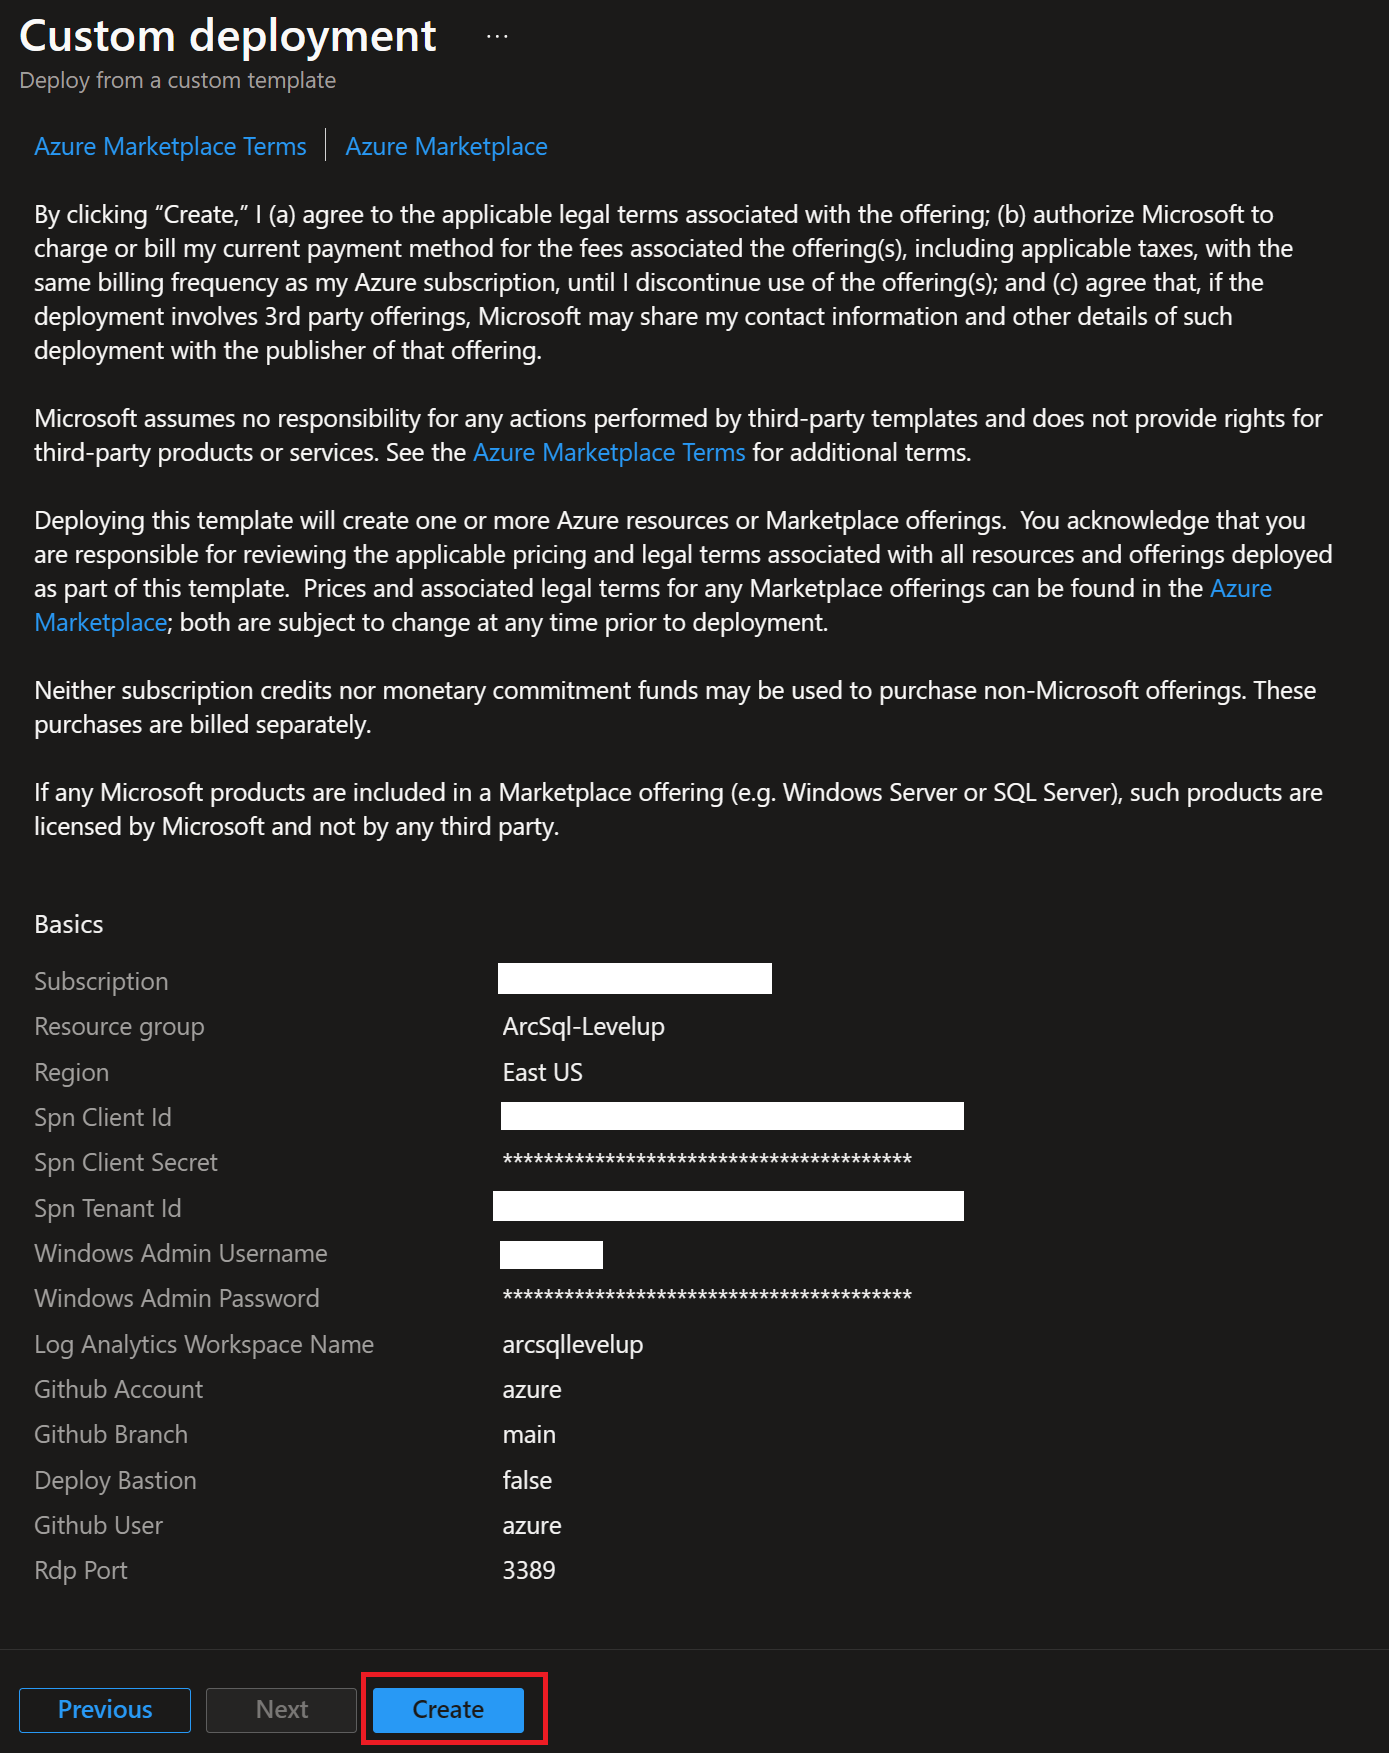 Custom deployment ...
Deploy from a custom template
Azure Marketplace Terms | Azure Marketplace
By clicking “Create,” I (a) agree to the applicable legal terms associated with the offering; (b) authorize Microsoft to
charge or bill my current payment method for the fees associated the offering(s), including applicable taxes, with the
same billing frequency as my Azure subscription, until I discontinue use of the offering(s); and (c) agree that, if the
deployment involves 3rd party offerings, Microsoft may share my contact information and other details of such
deployment with the publisher of that offering.
Microsoft assumes no responsibility for any actions performed by third-party templates and does not provide rights for
third-party products or services. See the Azure Marketplace Terms for additional terms.
Deploying this template will create one or more Azure resources or Marketplace offerings.  You acknowledge that you
are responsible for reviewing the applicable pricing and legal terms associated with all resources and offerings deployed
as part of this template.  Prices and associated legal terms for any Marketplace offerings can be found in the Azure
Marketplace; both are subject to change at any time prior to deployment.
Neither subscription credits nor monetary commitment funds may be used to purchase non-Microsoft offerings. These
purchases are billed separately.
If any Microsoft products are included in a Marketplace offering (e.g. Windows Server or SQL Server), such products are
licensed by Microsoft and not by any third party.
Basics
Subscription
Resource group ArcSql-Levelup
Region East US
Spn Client Id
Spn Client Secret ****************************************
Spn Tenant Id
Windows Admin Username
Windows Admin Password ****************************************
Log Analytics Workspace Name arcsqllevelup
Github Account azure
Github Branch main
Deploy Bastion false
Github User azure
Rdp Port 3389
Previous Next Create